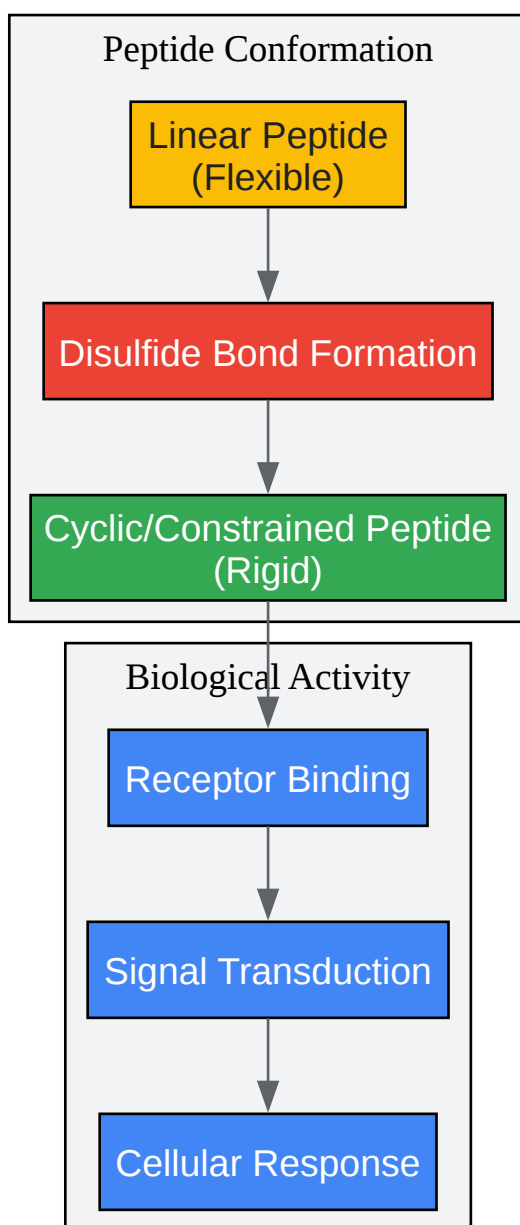 Peptide Conformation
Linear Peptide
(Flexible)
Disulfide Bond Formation
Cyclic/Constrained Peptide
(Rigid)
Biological Activity
Receptor Binding
Signal Transduction
Cellular Response